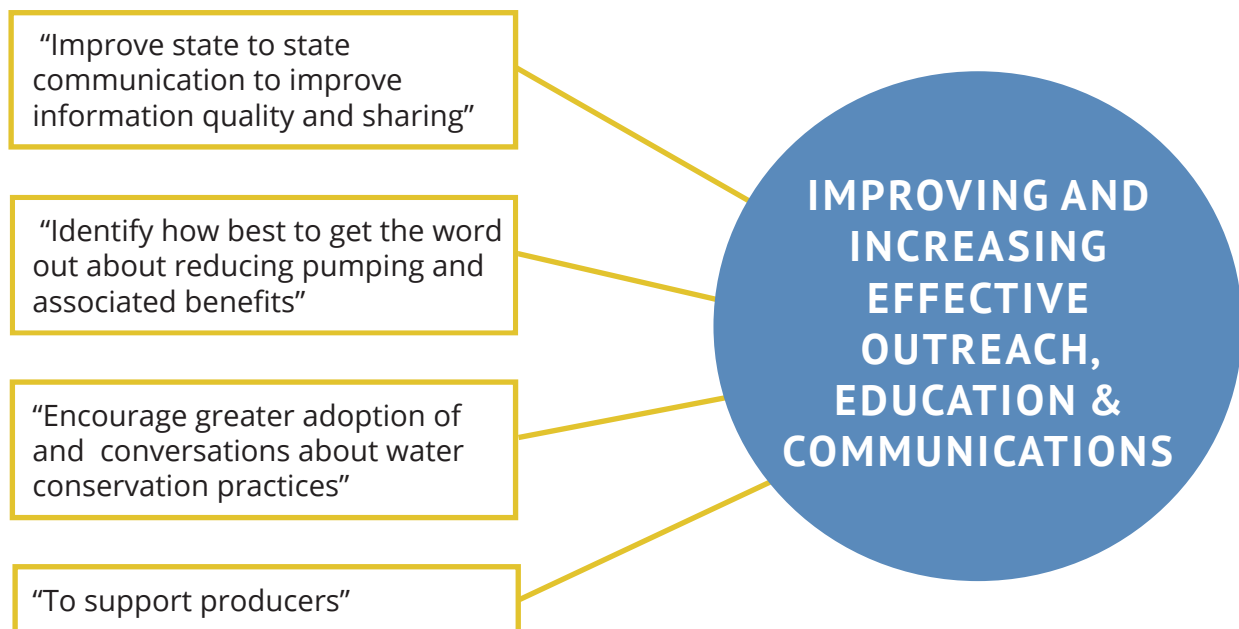 “Improve state to state
communication to improve
information quality and sharing”
“Identify how best to get the word
out about reducing pumping and
associated benefits”
“Encourage greater adoption of
and  conversations about water
conservation practices”
“To support producers”
IMPROVING AND
INCREASING
EFFECTIVE
OUTREACH,
EDUCATION &
COMMUNICATIONS